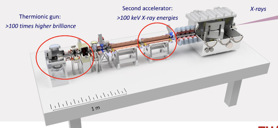 Thermionic gun:
>100 times higher brilliance
Second accelerator:
>100 keV X-ray energies
X-rays
1 m